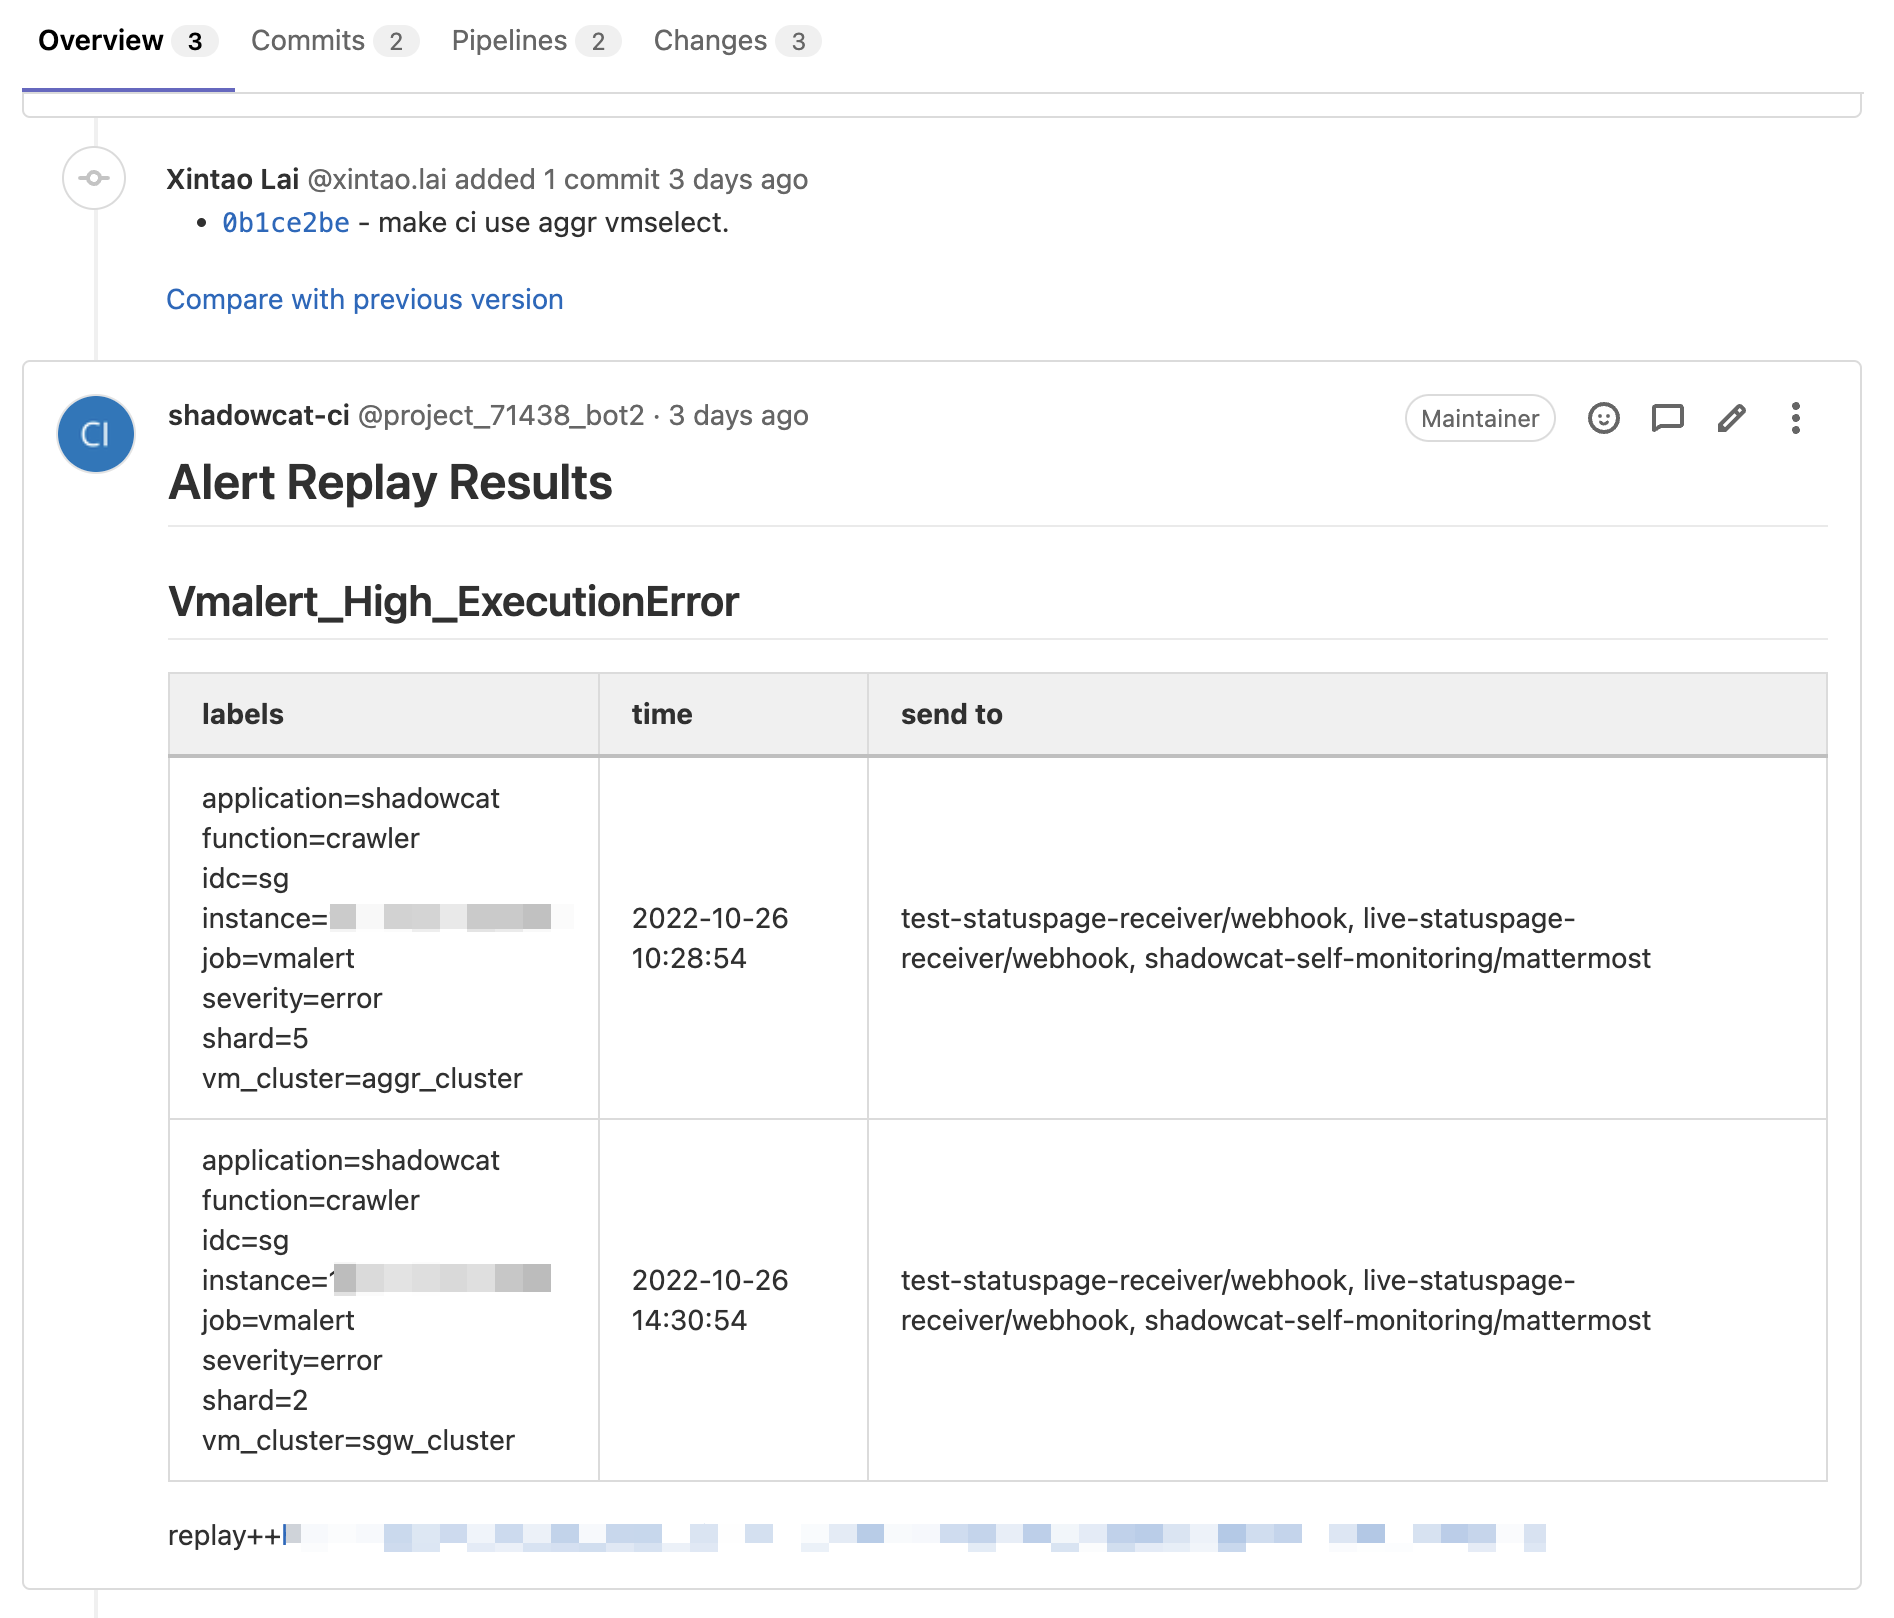 Overview 3 Commits 2 Pipelines 2 Changes 3
Xintao Lai @xintao.lai added 1 commit 3 days ago
• 0b1ce2be - make ci use aggr vmselect.
Compare with previous version
CI
shadowcat-ci @project_71438_bot2 · 3 days ago
Maintainer
Alert Replay Results
Vmalert_High_ExecutionError
labels time send to
application=shadowcat
function=crawler
idc=sg
instance=
job=vmalert
severity=error
shard=5
vm_cluster=aggr_cluster
2022-10-26
10:28:54
test-statuspage-receiver/webhook, live-statuspage-
receiver/webhook, shadowcat-self-monitoring/mattermost
application=shadowcat
function=crawler
idc=sg
instance=
job=vmalert
severity=error
shard=2
vm_cluster=sgw_cluster
2022-10-26
14:30:54
test-statuspage-receiver/webhook, live-statuspage-
receiver/webhook, shadowcat-self-monitoring/mattermost
replay++